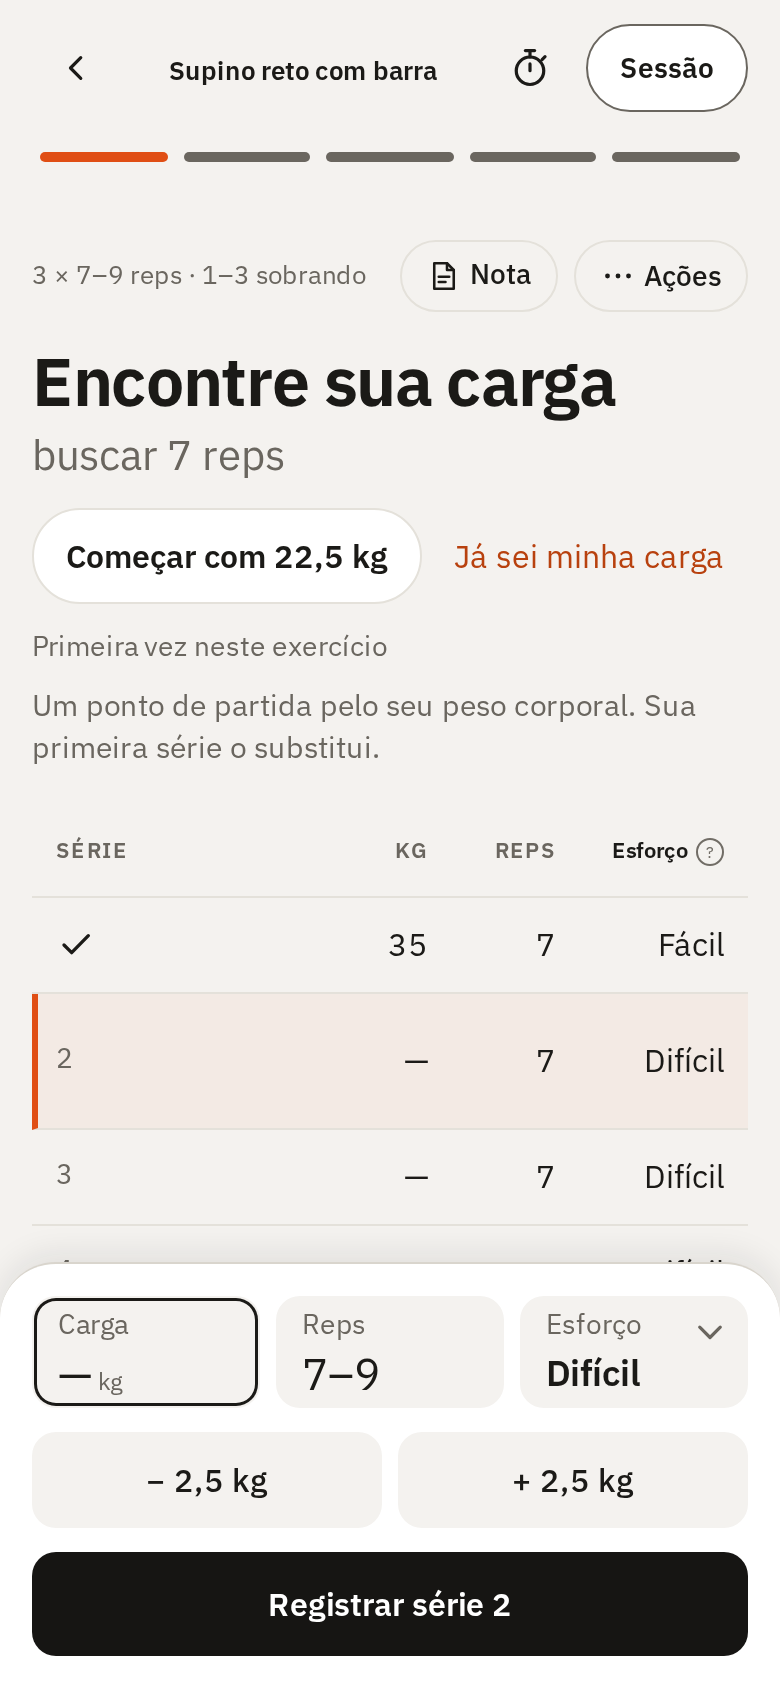 Supino reto com barra
Sessão
3 × 7–9 reps · 1–3 sobrando
Nota
Ações
Encontre sua carga
buscar 7 reps
Começar com 22,5 kg
Já sei minha carga
Primeira vez neste exercício
Um ponto de partida pelo seu peso corporal. Sua
primeira série o substitui.
SÉRIE KG REPS Esforço ?
35 7 Fácil
2 — 7 Difícil
3 — 7 Difícil
Carga
— kg
Reps
7–9
Esforço
Difícil
– 2,5 kg
+ 2,5 kg
Registrar série 2